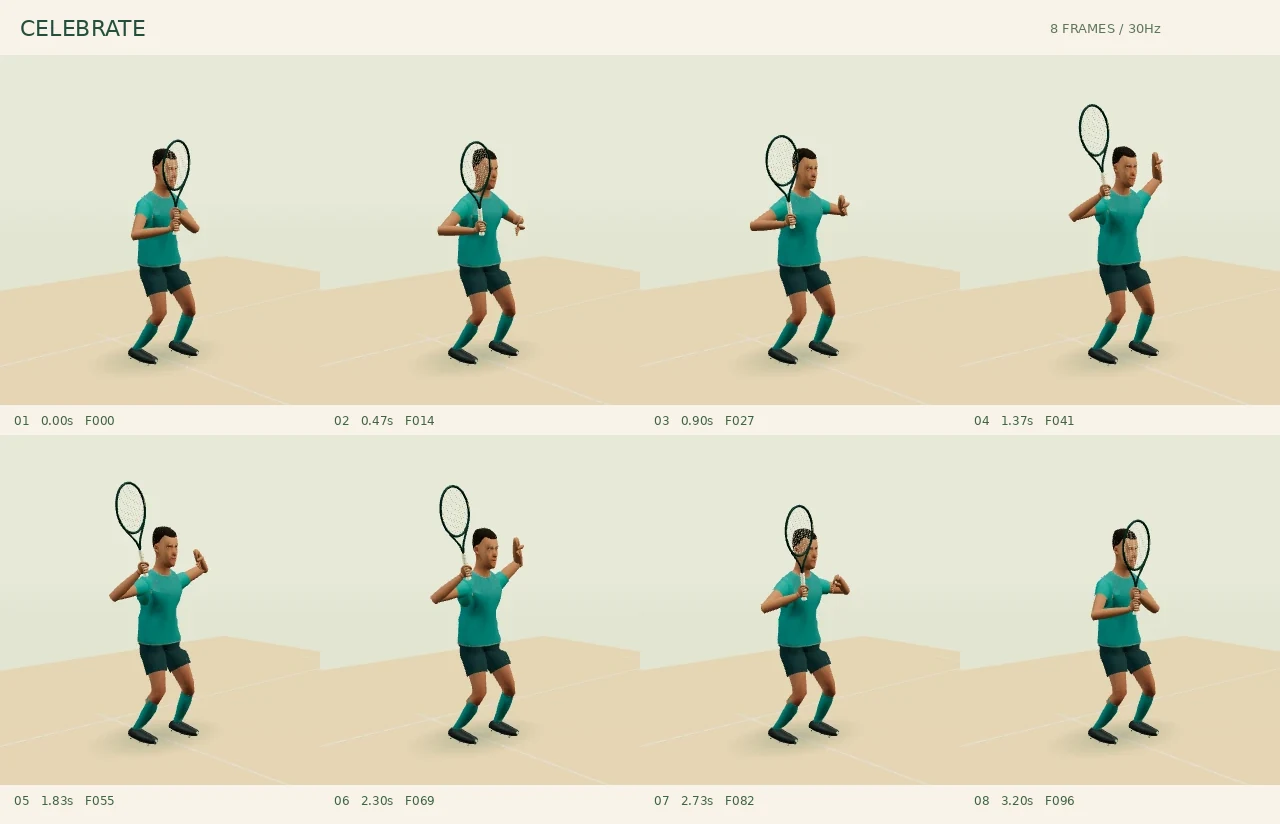 CELEBRATE
8 FRAMES / 30Hz
01 0.00s F000
02 0.47s F014
03 0.90s F027
04 1.37s F041
05 1.83s F055
06 2.30s F069
07 2.73s F082
08 3.20s F096